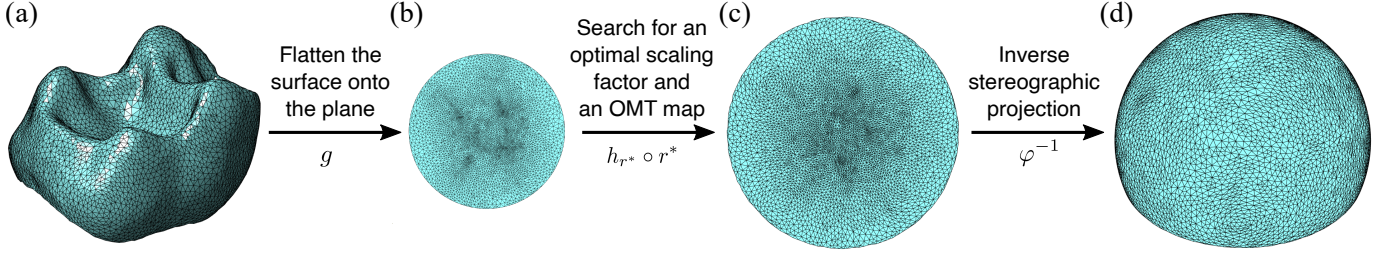 (a)
Flatten the
surface onto
the plane
g
(b)
Search for an
optimal scaling
factor and
an OMT map
h_{r*} ∘ r*
(c)
Inverse
stereographic
projection
φ⁻¹
(d)